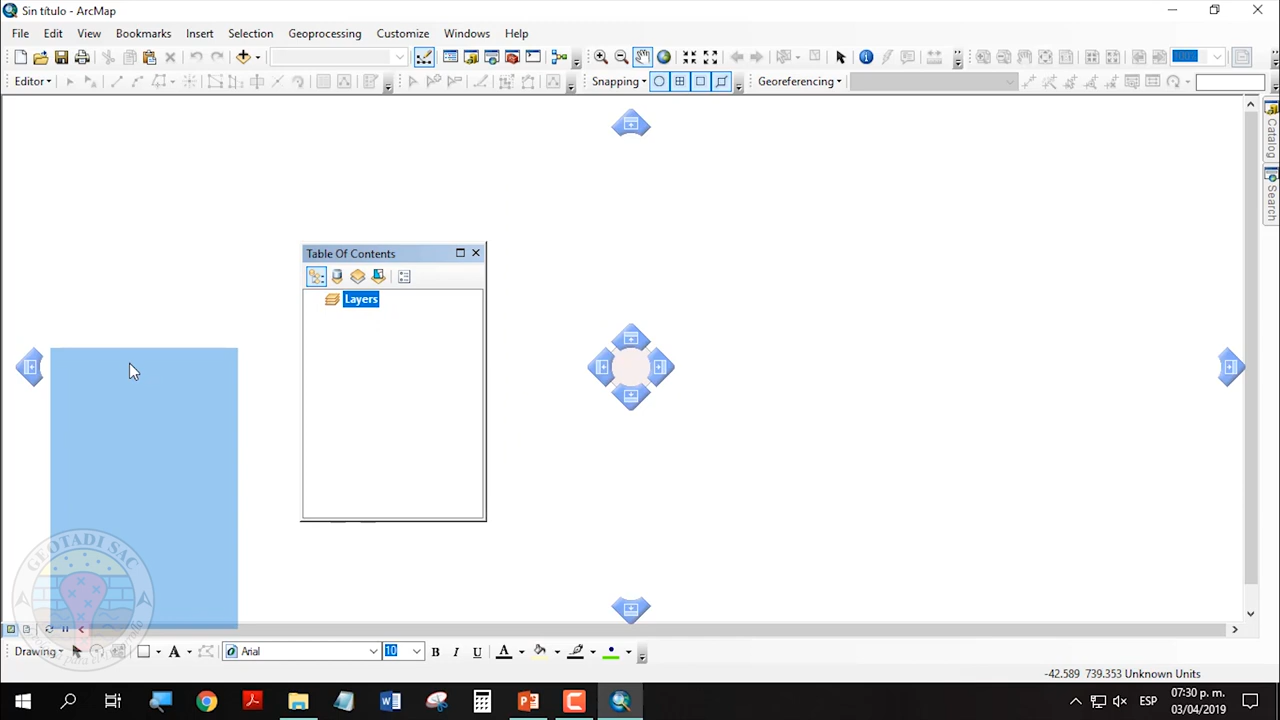 Sin título - ArcMap
File Edit View Bookmarks Insert Selection Geoprocessing Customize Windows Help
100%
Editor Snapping Georeferencing
Catalog
Search
Table Of Contents
Layers
GEOTADI SAC
Drawing A Arial 10 B I U A
-42.589 739.353 Unknown Units
ESP
07:30 p. m.
03/04/2019